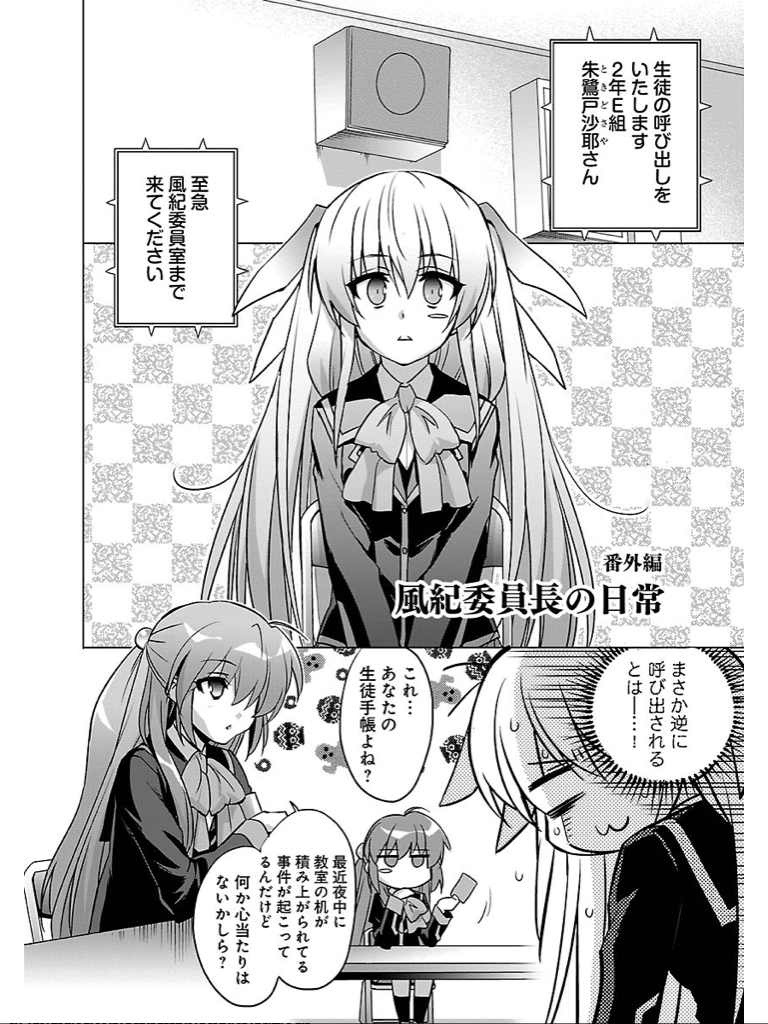 生徒の呼び出しを
いたします
2年E組
朱鷺戸沙耶さん
ときどさや
至急
風紀委員室まで
来てください
番外編
風紀委員長の日常
まさか逆に
呼び出される
とはー…！
これ…
あなたの
生徒手帳よね？
最近夜中に
教室の机が
積み上がられてる
事件が起こって
るんだけど
何か心当たりは
ないかしら？